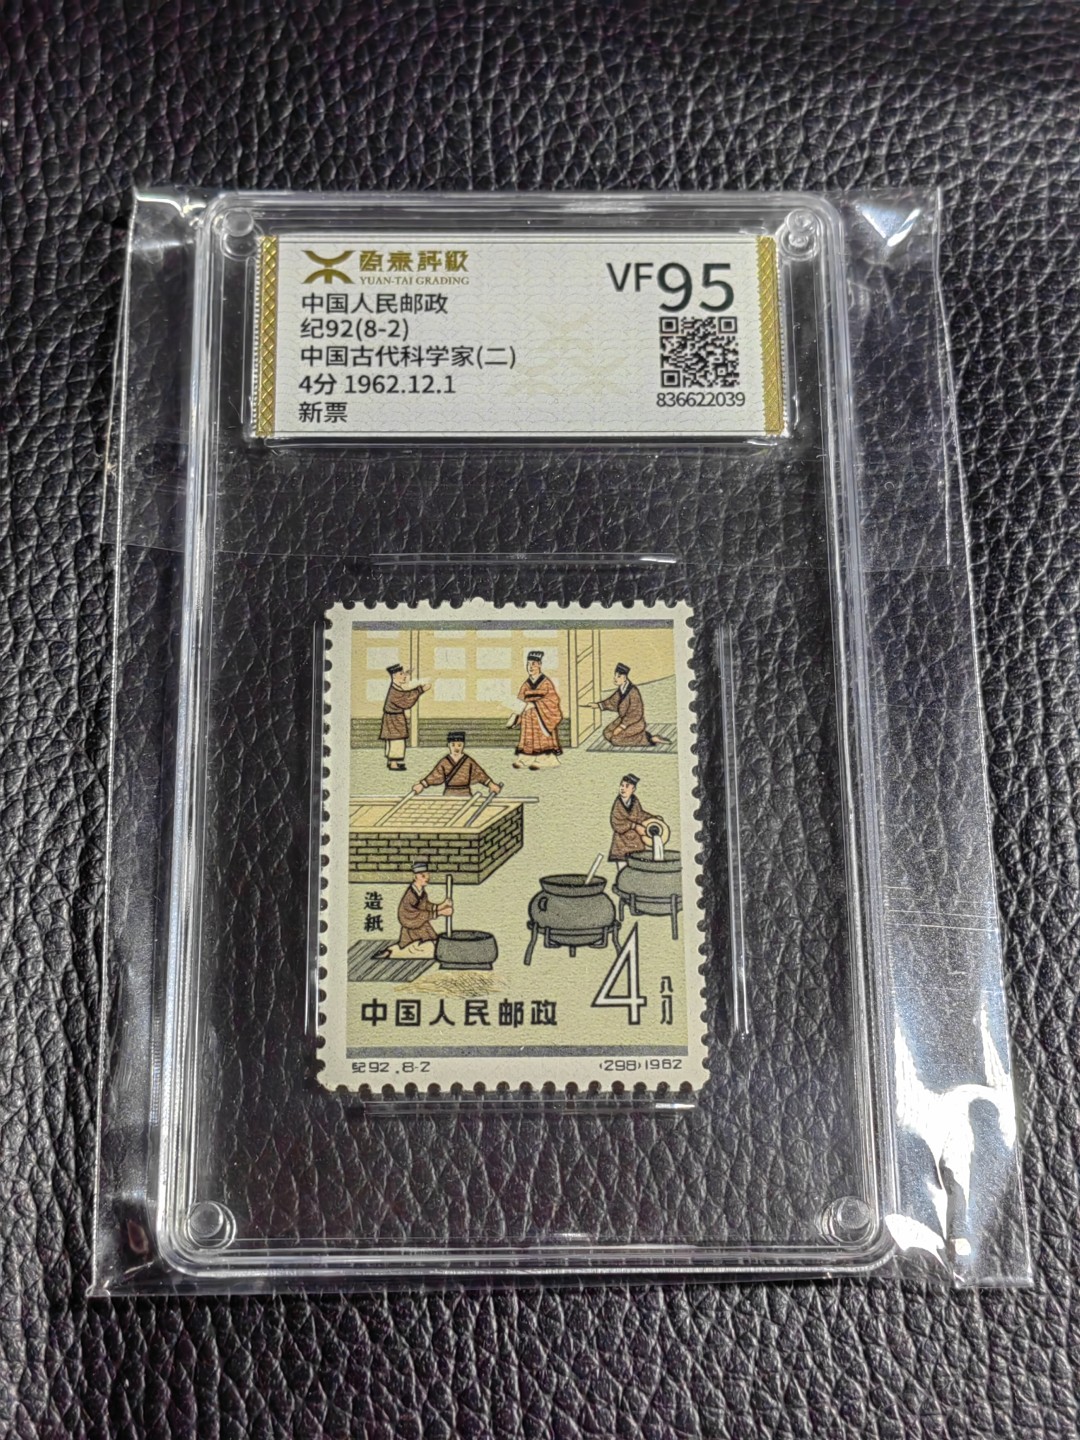 源泰評級
YUAN-TAI GRADING
中国人民邮政
纪92(8-2)
中国古代科学家(二)
4分 1962.12.1
新票
VF95
836622039
造紙
4分
中国人民邮政
纪92.8-2
(298)1962